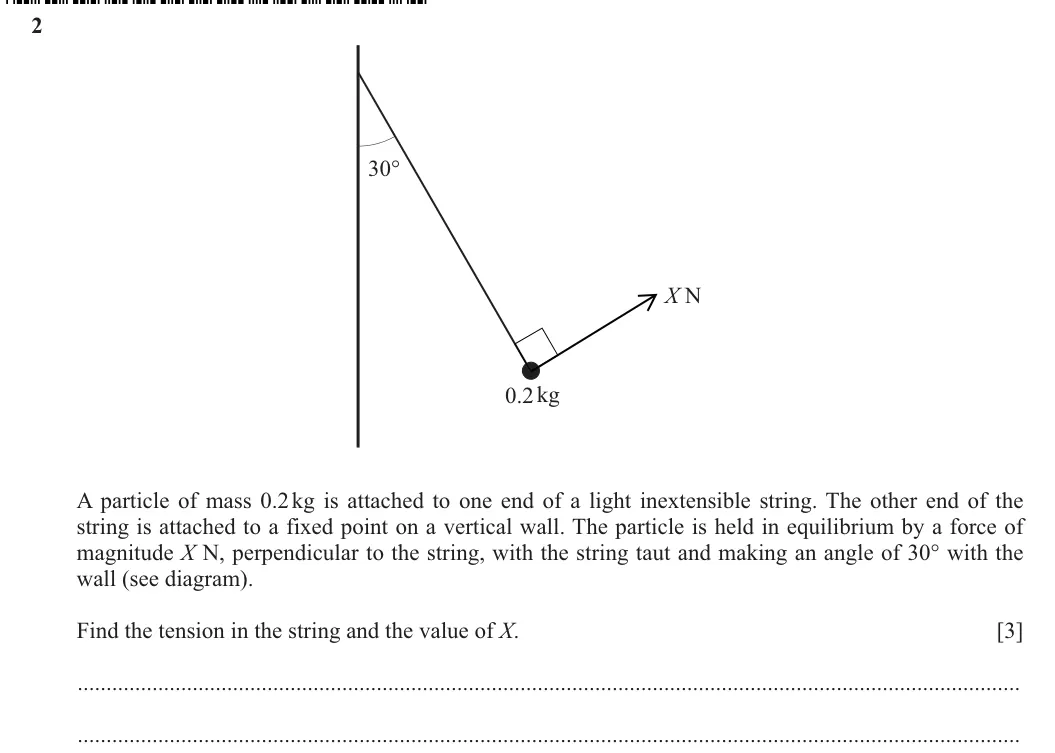 2
30°
X N
0.2 kg
A particle of mass 0.2 kg is attached to one end of a light inextensible string. The other end of the
string is attached to a fixed point on a vertical wall. The particle is held in equilibrium by a force of
magnitude X N, perpendicular to the string, with the string taut and making an angle of 30° with the
wall (see diagram).
Find the tension in the string and the value of X. [3]